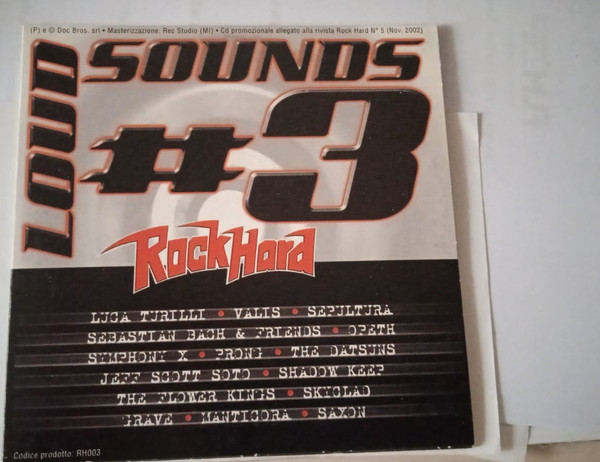 (P) e © Doc Bros. srl • Masterizzazione: Rec Studio (MI) • Cd promozionale allegato alla rivista Rock Hard N° 5 (Nov. 2002)
LOUD
SOUNDS
#3
RockHard
LUCA TURILLI • VALIS • SEPULTURA
SEBASTIAN BACH & FRIENDS • OPETH
SYMPHONY X • PRONG • THE DATSUNS
JEFF SCOTT SOTO • SHADOW KEEP
THE FLOWER KINGS • SKYCLAD
GRAVE • MANTICORA • SAXON
Codice prodotto: RH003